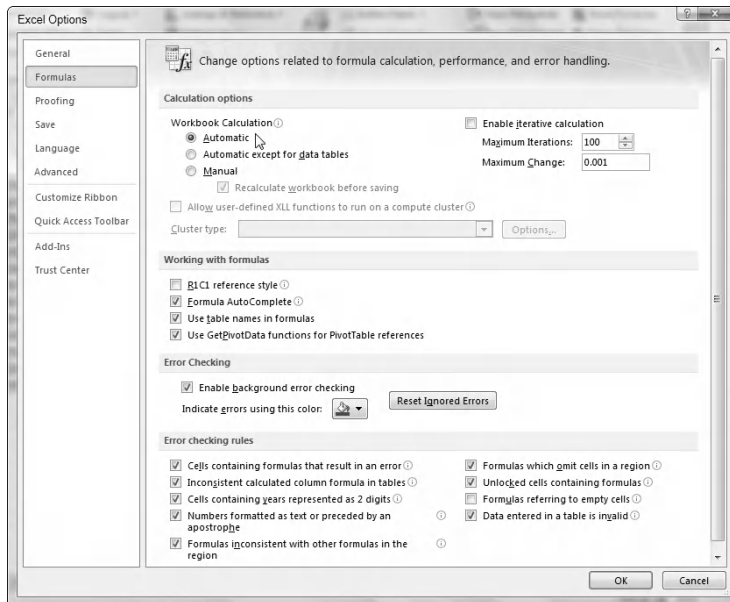 Excel Options
General
Formulas
Proofing
Save
Language
Advanced
Customize Ribbon
Quick Access Toolbar
Add-Ins
Trust Center
Change options related to formula calculation, performance, and error handling.
Calculation options
Workbook Calculation
Automatic
Automatic except for data tables
Manual
Recalculate workbook before saving
Enable iterative calculation
Maximum Iterations: 100
Maximum Change: 0.001
Allow user-defined XLL functions to run on a compute cluster
Cluster type:
Options...
Working with formulas
R1C1 reference style
Formula AutoComplete
Use table names in formulas
Use GetPivotData functions for PivotTable references
Error Checking
Enable background error checking
Indicate errors using this color:
Reset Ignored Errors
Error checking rules
Cells containing formulas that result in an error
Inconsistent calculated column formula in tables
Cells containing years represented as 2 digits
Numbers formatted as text or preceded by an
apostrophe
Formulas inconsistent with other formulas in the
region
Formulas which omit cells in a region
Unlocked cells containing formulas
Formulas referring to empty cells
Data entered in a table is invalid
OK
Cancel